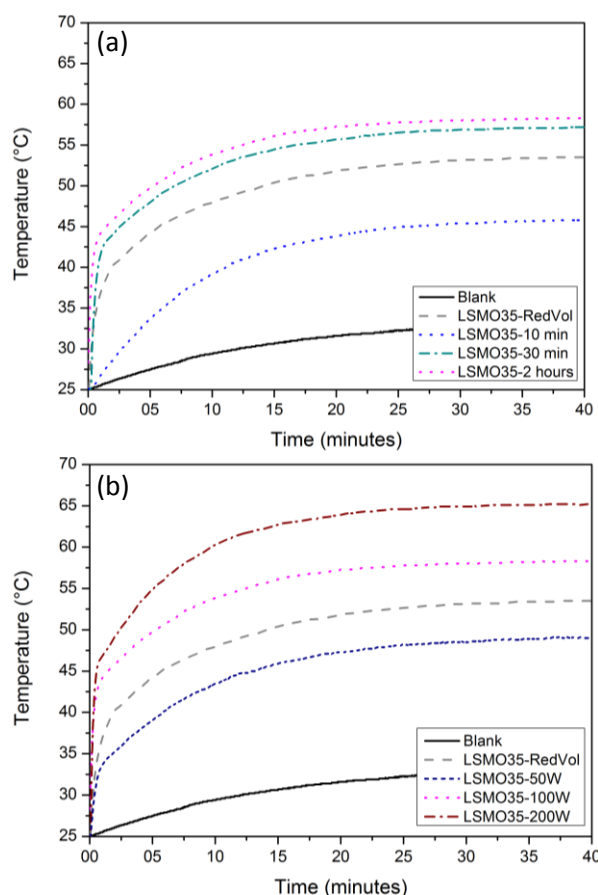 (a)
Temperature (°C)
70
65
60
55
50
45
40
35
30
25
Blank
LSMO35-RedVol
LSMO35-10 min
LSMO35-30 min
LSMO35-2 hours
00 05 10 15 20 25 30 35 40
Time (minutes)
(b)
Temperature (°C)
70
65
60
55
50
45
40
35
30
25
Blank
LSMO35-RedVol
LSMO35-50W
LSMO35-100W
LSMO35-200W
00 05 10 15 20 25 30 35 40
Time (minutes)